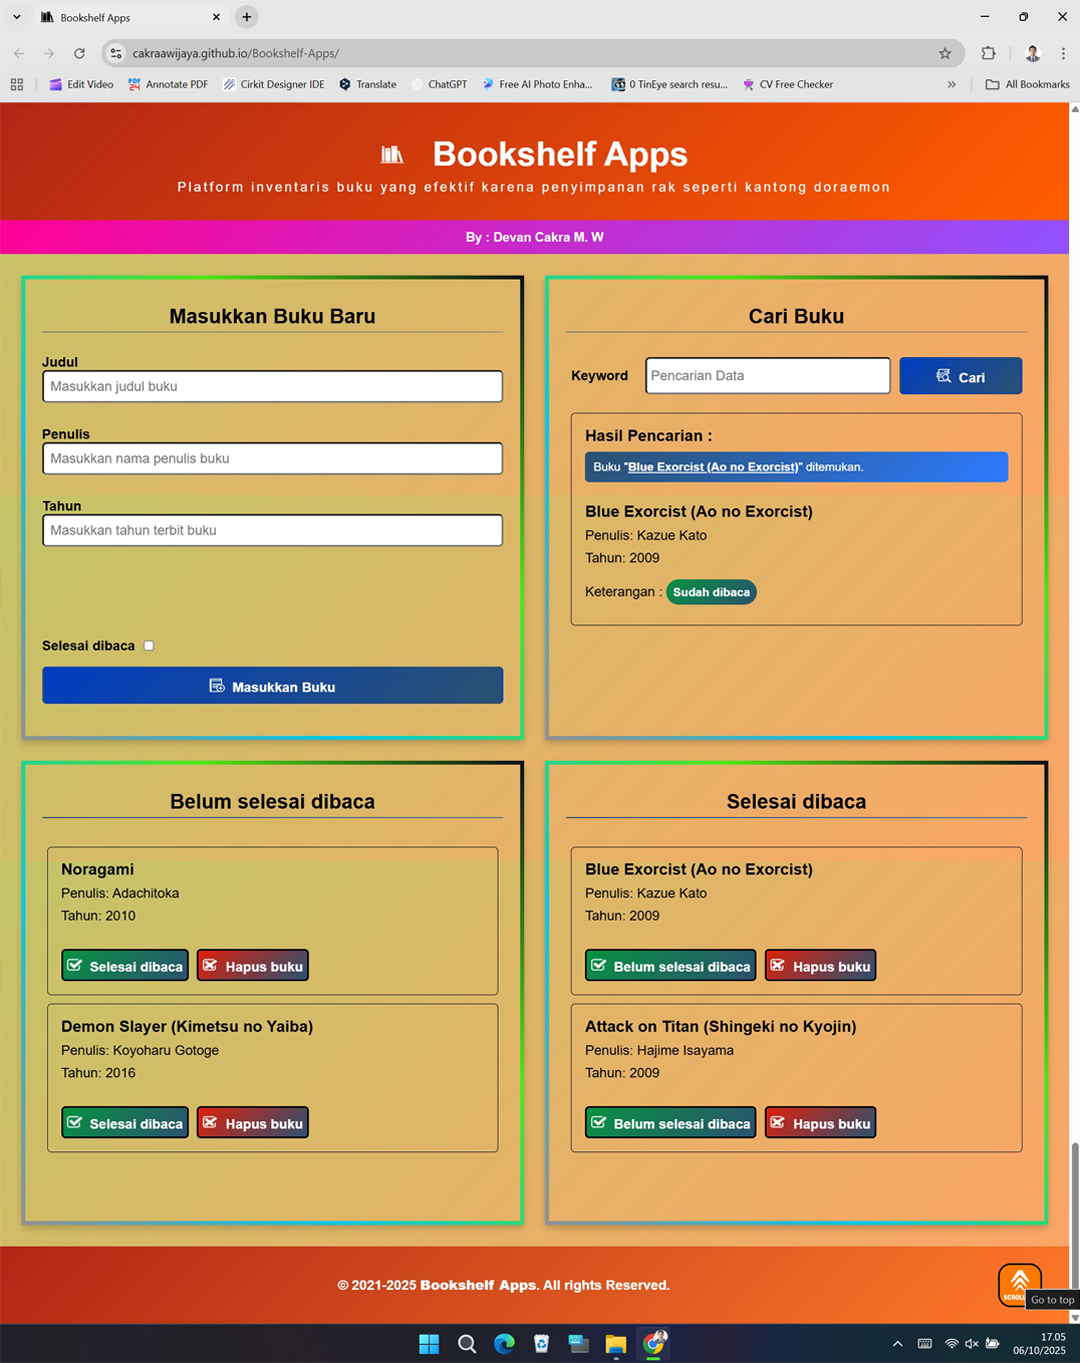 Bookshelf Apps
cakraawijaya.github.io/Bookshelf-Apps/
Edit Video
Annotate PDF
Cirkit Designer IDE
Translate
ChatGPT
Free AI Photo Enha...
0 TinEye search resu...
CV Free Checker
All Bookmarks
Bookshelf Apps
Platform inventaris buku yang efektif karena penyimpanan rak seperti kantong doraemon
By : Devan Cakra M. W
Masukkan Buku Baru
Judul
Masukkan judul buku
Penulis
Masukkan nama penulis buku
Tahun
Masukkan tahun terbit buku
Selesai dibaca
Masukkan Buku
Cari Buku
Keyword
Pencarian Data
Cari
Hasil Pencarian :
Buku "Blue Exorcist (Ao no Exorcist)" ditemukan.
Blue Exorcist (Ao no Exorcist)
Penulis: Kazue Kato
Tahun: 2009
Keterangan : Sudah dibaca
Belum selesai dibaca
Noragami
Penulis: Adachitoka
Tahun: 2010
Selesai dibaca
Hapus buku
Demon Slayer (Kimetsu no Yaiba)
Penulis: Koyoharu Gotoge
Tahun: 2016
Selesai dibaca
Hapus buku
Selesai dibaca
Blue Exorcist (Ao no Exorcist)
Penulis: Kazue Kato
Tahun: 2009
Belum selesai dibaca
Hapus buku
Attack on Titan (Shingeki no Kyojin)
Penulis: Hajime Isayama
Tahun: 2009
Belum selesai dibaca
Hapus buku
© 2021-2025 Bookshelf Apps. All rights Reserved.
Go to top
17.05
06/10/2025